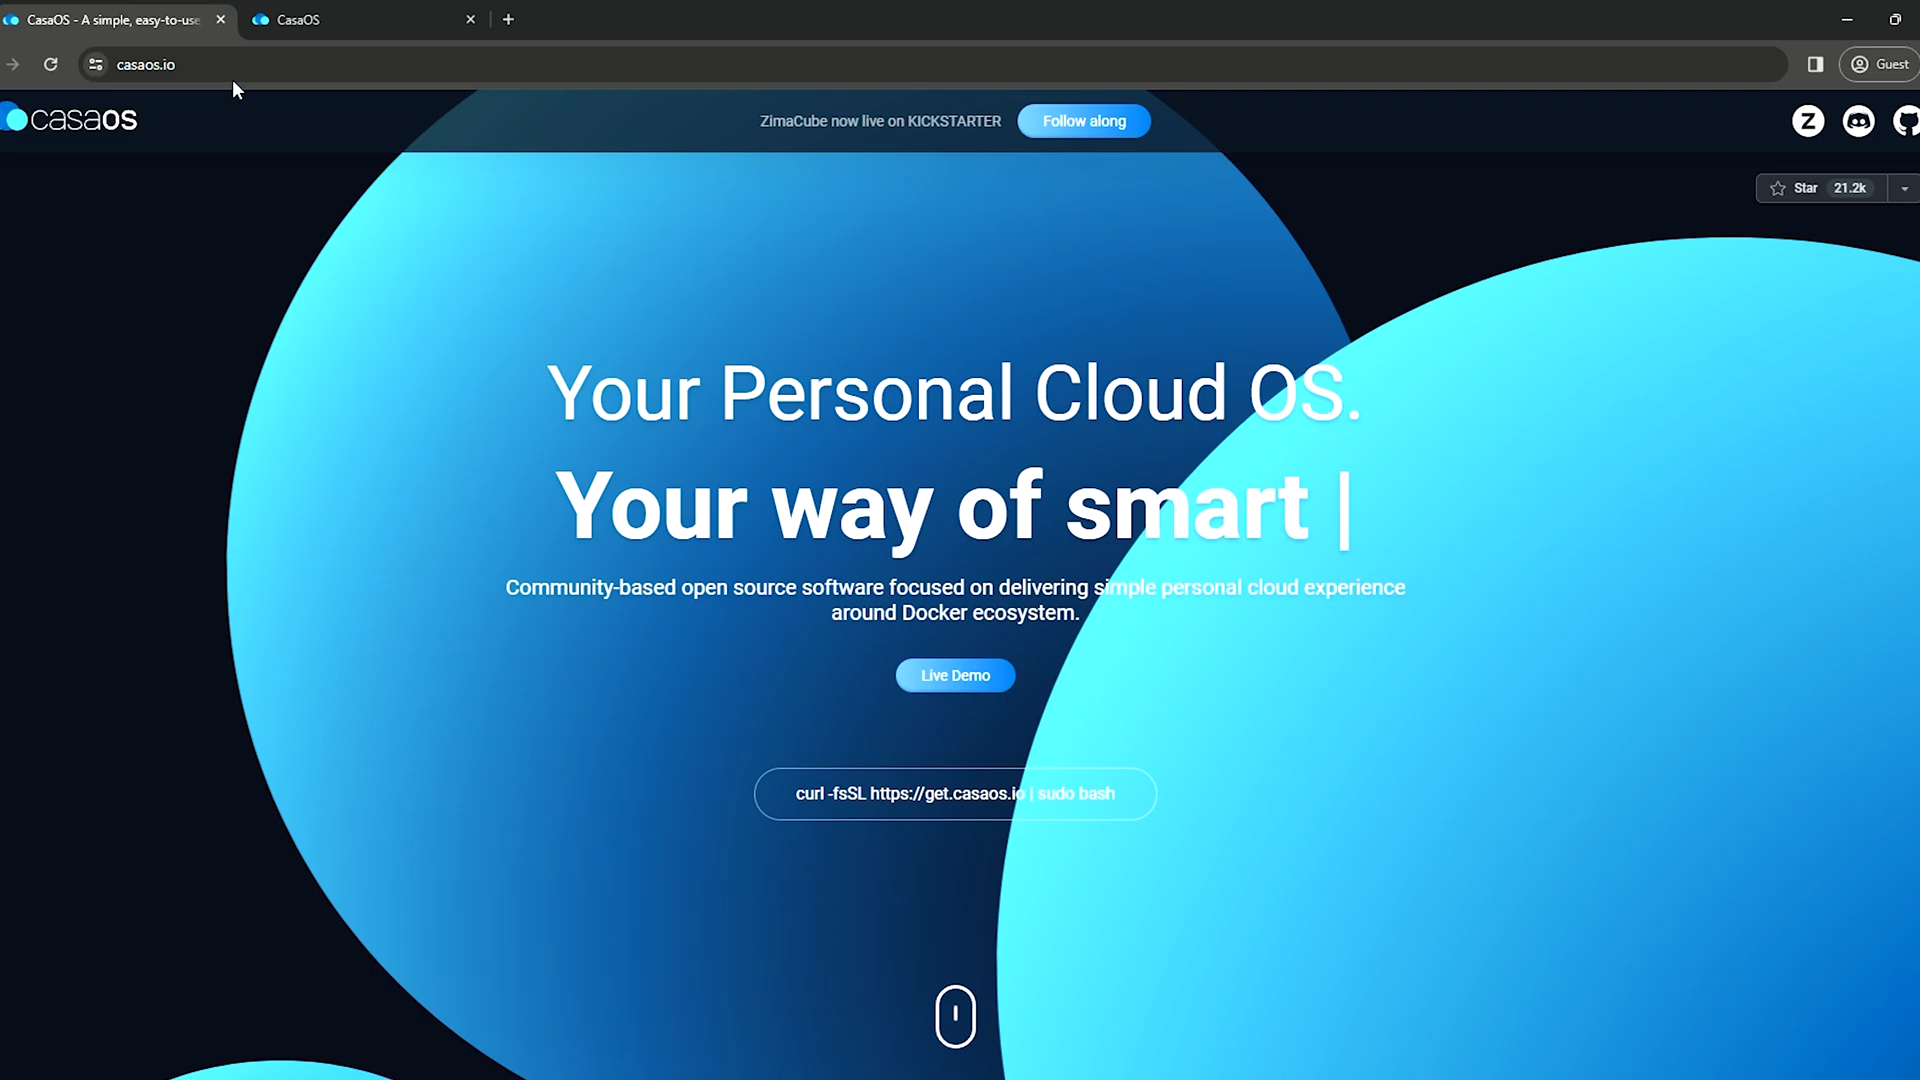 CasaOS - A simple, easy-to-use
CasaOS
casaos.io
Guest
casaOS
ZimaCube now live on KICKSTARTER
Follow along
Z
Star 21.2k
Your Personal Cloud OS.
Your way of smart |
Community-based open source software focused on delivering simple personal cloud experience
around Docker ecosystem.
Live Demo
curl -fsSL https://get.casaos.io | sudo bash